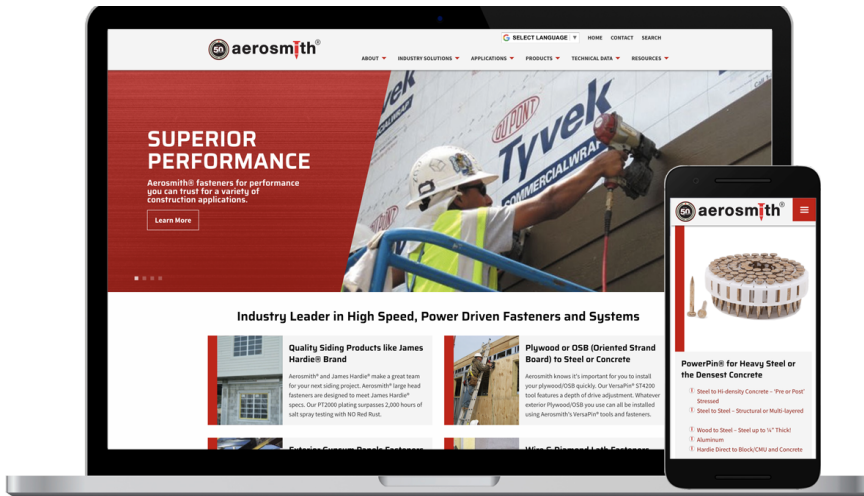 SELECT LANGUAGE ▼ HOME CONTACT SEARCH
50 aerosmith®
ABOUT INDUSTRY SOLUTIONS APPLICATIONS PRODUCTS TECHNICAL DATA RESOURCES
SUPERIOR
PERFORMANCE
Aerosmith® fasteners for performance
you can trust for a variety of
construction applications.
Learn More
DUPONT
Tyvek
COMMERCIALWRAP
Industry Leader in High Speed, Power Driven Fasteners and Systems
Quality Siding Products like James
Hardie® Brand
Aerosmith® and James Hardie® make a great team
for your next siding project. Aerosmith® large head
fasteners are designed to meet James Hardie®
specs. Our PT2000 plating surpasses 2,000 hours of
salt spray testing with NO Red Rust.
Plywood or OSB (Oriented Strand
Board) to Steel or Concrete
Aerosmith knows it's important for you to install
your plywood/OSB quickly. Our VersaPin® ST4200
tool features a depth of drive adjustment. Whatever
exterior Plywood/OSB you use can all be installed
using Aerosmith's VersaPin® tools and fasteners.
Exterior Gypsum Panels Fasteners
Wire & Diamond Lath Fasteners
50 aerosmith®
PowerPin® for Heavy Steel or
the Densest Concrete
Steel to Hi-density Concrete – 'Pre or Post'
Stressed
Steel to Steel – Structural or Multi-layered
Wood to Steel – Steel up to ¼" Thick!
Aluminum
Hardie Direct to Block/CMU and Concrete